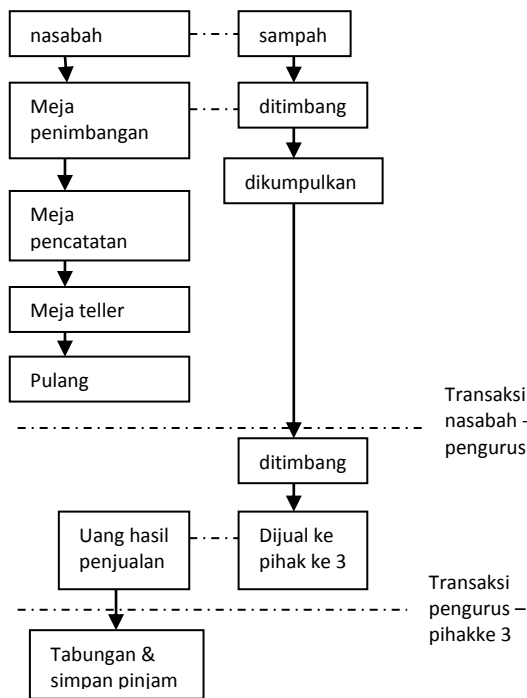 nasabah
sampah
Meja
penimbangan
ditimbang
dikumpulkan
Meja
pencatatan
Meja teller
Pulang
Transaksi
nasabah -
pengurus
ditimbang
Uang hasil
penjualan
Dijual ke
pihak ke 3
Transaksi
pengurus –
pihakke 3
Tabungan &
simpan pinjam